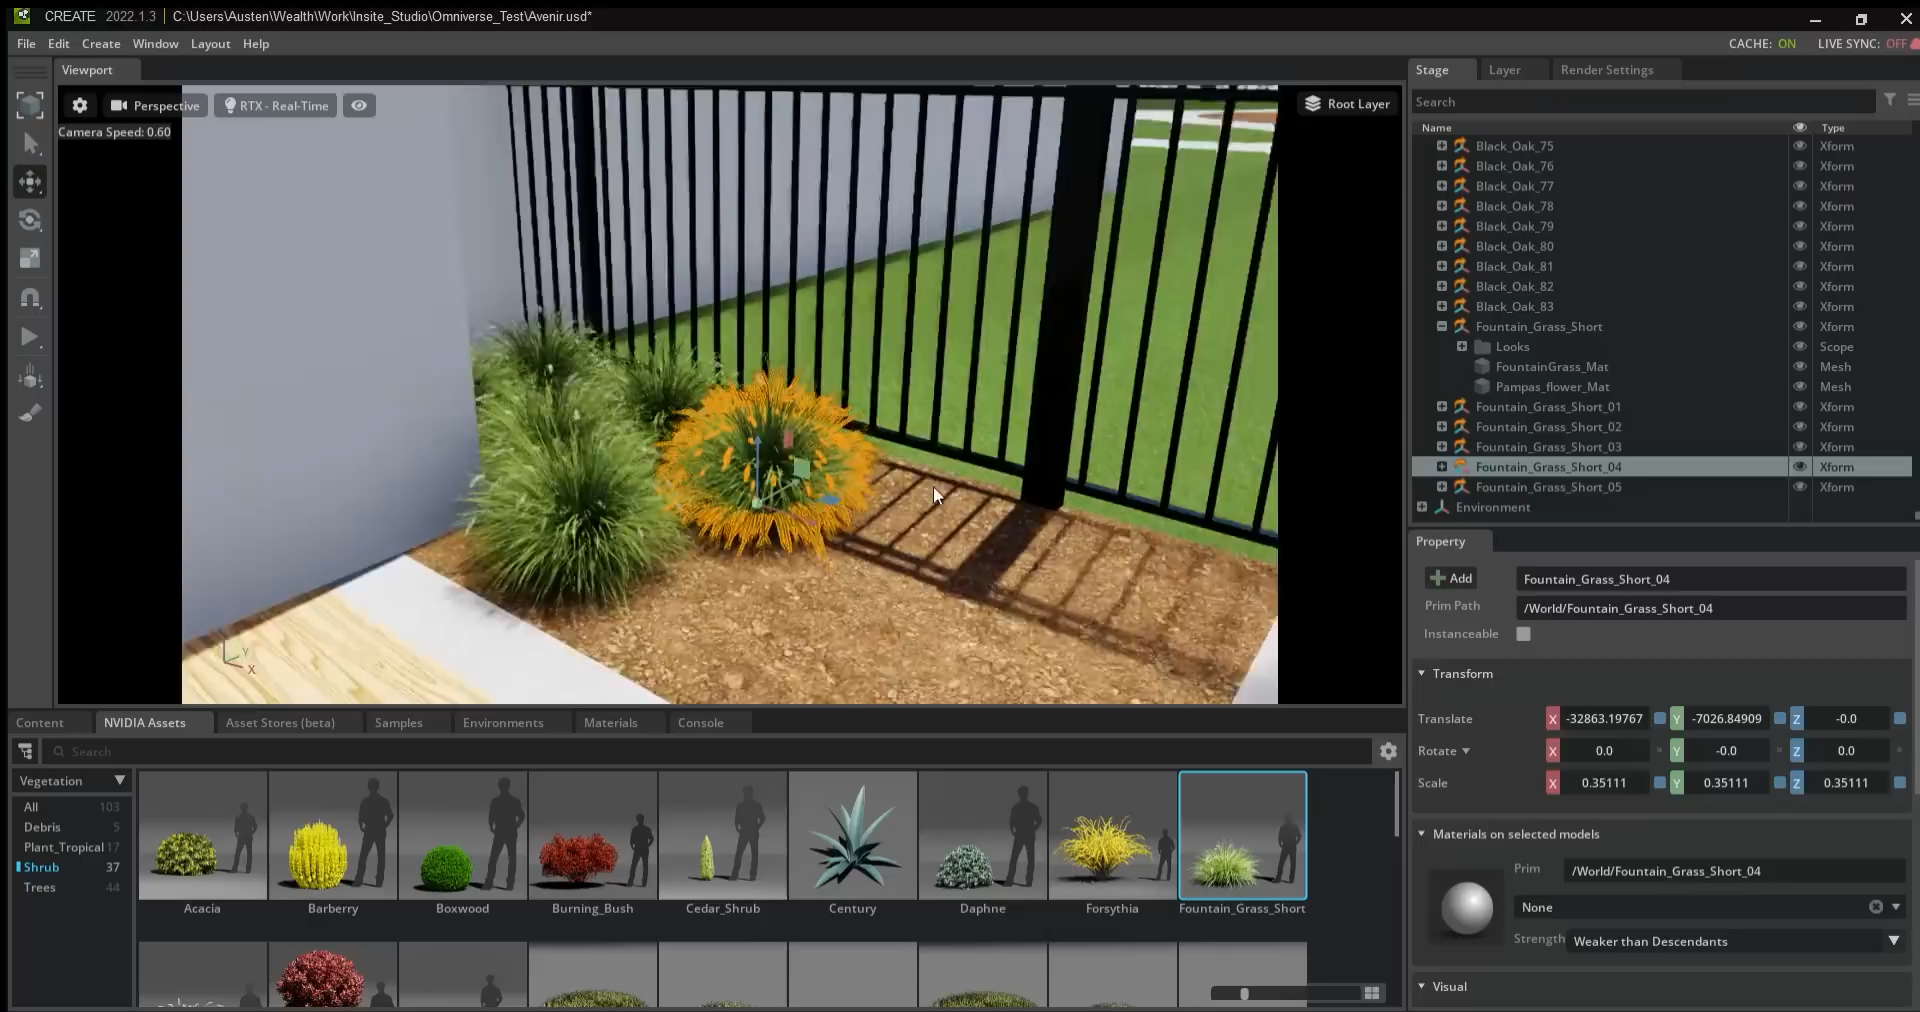 CREATE 2022.1.3 | C:\Users\Austen\Wealth\Work\Insite_Studio\Omniverse_Test\Avenir.usd*
File Edit Create Window Layout Help
CACHE: ON LIVE SYNC: OFF
Viewport
Perspective
RTX - Real-Time
Root Layer
Camera Speed: 0.60
Y
X
Stage Layer Render Settings
Search
Name Type
Black_Oak_75 Xform
Black_Oak_76 Xform
Black_Oak_77 Xform
Black_Oak_78 Xform
Black_Oak_79 Xform
Black_Oak_80 Xform
Black_Oak_81 Xform
Black_Oak_82 Xform
Black_Oak_83 Xform
Fountain_Grass_Short Xform
Looks Scope
FountainGrass_Mat Mesh
Pampas_flower_Mat Mesh
Fountain_Grass_Short_01 Xform
Fountain_Grass_Short_02 Xform
Fountain_Grass_Short_03 Xform
Fountain_Grass_Short_04 Xform
Fountain_Grass_Short_05 Xform
Environment
Property
Add Fountain_Grass_Short_04
Prim Path /World/Fountain_Grass_Short_04
Instanceable
Transform
Translate X -32863.19767 Y -7026.84909 Z -0.0
Rotate X 0.0 Y -0.0 Z 0.0
Scale X 0.35111 Y 0.35111 Z 0.35111
Materials on selected models
Prim /World/Fountain_Grass_Short_04
None
Strength Weaker than Descendants
Visual
Content NVIDIA Assets Asset Stores (beta) Samples Environments Materials Console
Search
Vegetation
All 103
Debris 5
Plant_Tropical 17
Shrub 37
Trees 44
Acacia Barberry Boxwood Burning_Bush Cedar_Shrub Century Daphne Forsythia Fountain_Grass_Short